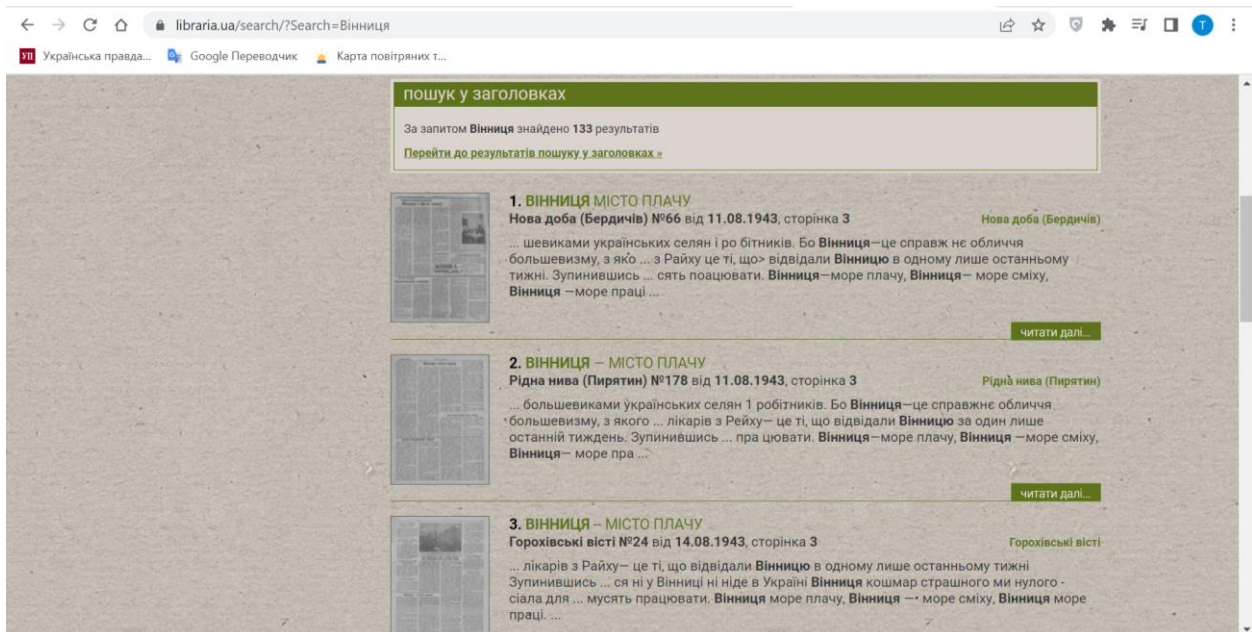 libraria.ua/search/?Search=Вінниця
T
УП Українська правда... Google Переводчик Карта повітряних т...
пошук у заголовках
За запитом Вінниця знайдено 133 результатів
Перейти до результатів пошуку у заголовках »
1. ВІННИЦЯ МІСТО ПЛАЧУ
Нова доба (Бердичів) №66 від 11.08.1943, сторінка 3 Нова доба (Бердичів)
... шевиками українських селян і ро бітників. Бо Вінниця—це справж нє обличчя
большевизму, з яко ... з Райху це ті, що> відвідали Вінницю в одному лише останньому
тижні. Зупинившись ... сять поацювати. Вінниця—море плачу, Вінниця— море сміху,
Вінниця —море праці ...
читати далі...
2. ВІННИЦЯ – МІСТО ПЛАЧУ
Рідна нива (Пирятин) №178 від 11.08.1943, сторінка 3 Рідна нива (Пирятин)
... большевиками українських селян 1 робітників. Бо Вінниця—це справжнє обличчя
большевизму, з якого ... лікарів з Рейху— це ті, що відвідали Вінницю за один лише
останній тиждень. Зупинившись ... пра цювати. Вінниця—море плачу, Вінниця —море сміху,
Вінниця— море пра ...
читати далі...
3. ВІННИЦЯ – МІСТО ПЛАЧУ
Горохівські вісті №24 від 14.08.1943, сторінка 3 Горохівські вісті
... лікарів з Райху— це ті, що відвідали Вінницю в одному лише останньому тижні
Зупинившись ... ся ні у Вінниці ні ніде в Україні Вінниця кошмар страшного ми нулого -
сіала для ... мусять працювати. Вінниця море плачу, Вінниця —• море сміху, Вінниця море
праці. ...